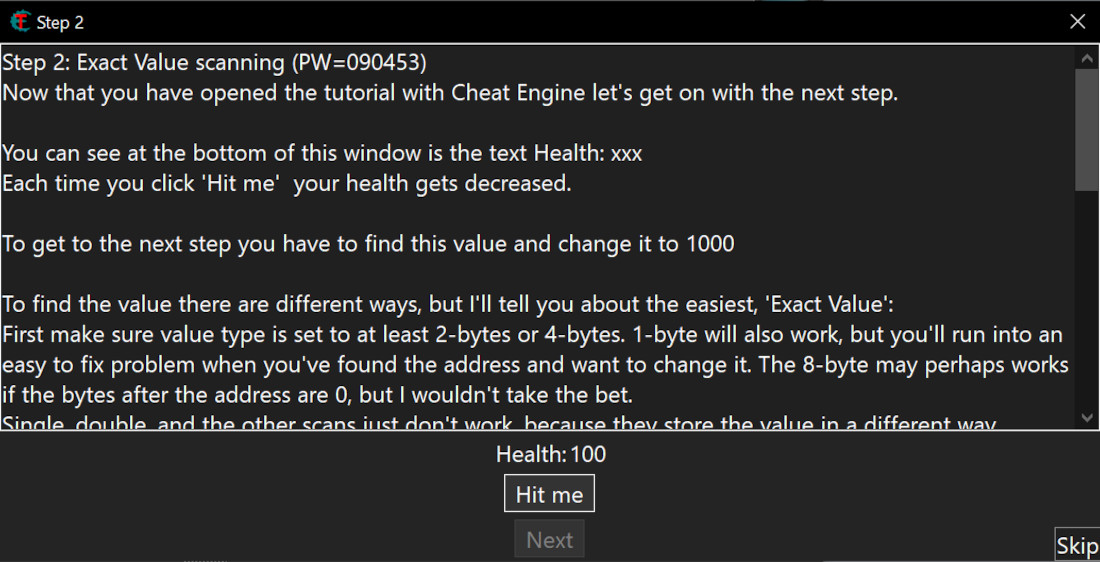 Step 2
Step 2: Exact Value scanning (PW=090453)
Now that you have opened the tutorial with Cheat Engine let's get on with the next step.
You can see at the bottom of this window is the text Health: xxx
Each time you click 'Hit me'  your health gets decreased.
To get to the next step you have to find this value and change it to 1000
To find the value there are different ways, but I'll tell you about the easiest, 'Exact Value':
First make sure value type is set to at least 2-bytes or 4-bytes. 1-byte will also work, but you'll run into an
easy to fix problem when you've found the address and want to change it. The 8-byte may perhaps works
if the bytes after the address are 0, but I wouldn't take the bet.
Single, double, and the other scans just don't work, because they store the value in a different way.
Health: 100
Hit me
Next
Skip